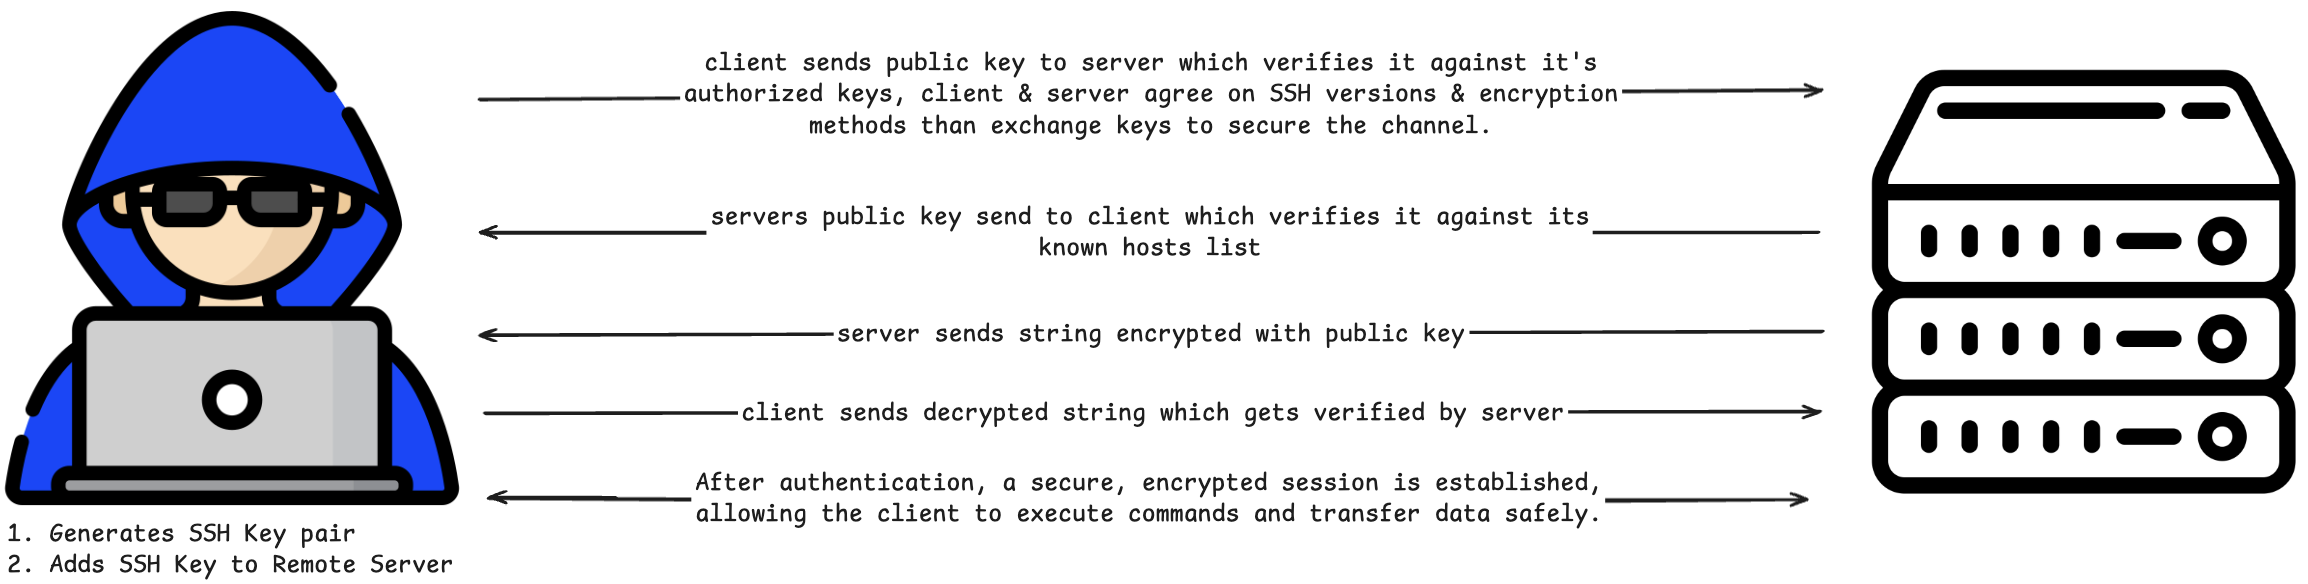 client sends public key to server which verifies it against it's
authorized keys, client & server agree on SSH versions & encryption
methods than exchange keys to secure the channel.
servers public key send to client which verifies it against its
known hosts list
server sends string encrypted with public key
client sends decrypted string which gets verified by server
After authentication, a secure, encrypted session is established,
allowing the client to execute commands and transfer data safely.
1. Generates SSH Key pair
2. Adds SSH Key to Remote Server